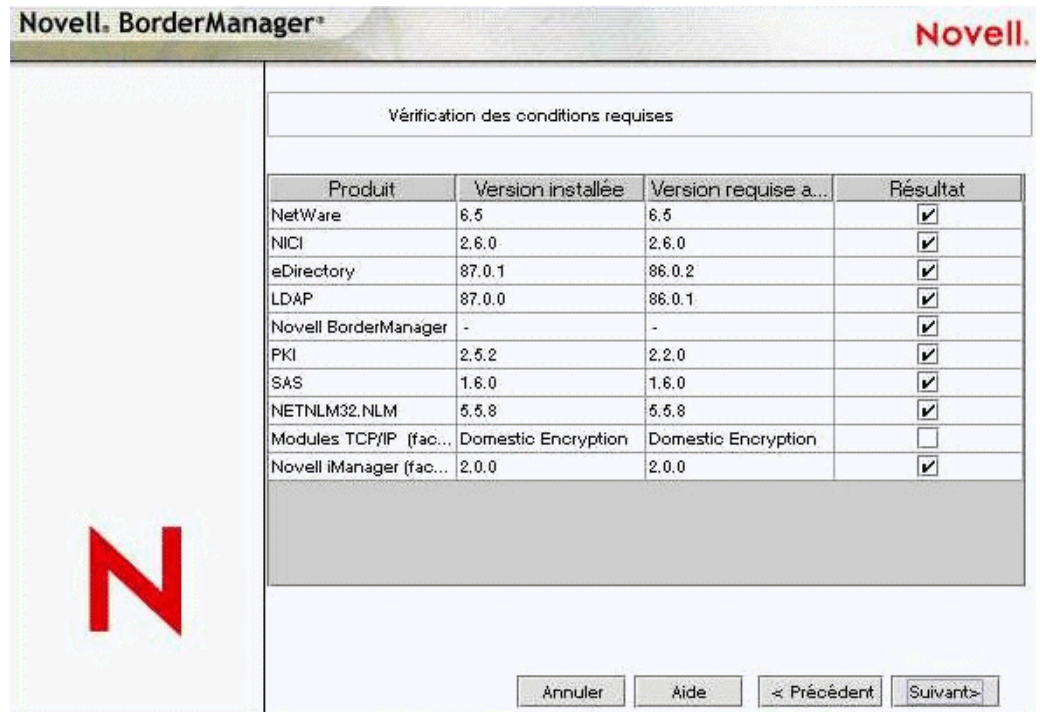 Novell. BorderManager
Novell.
Vérification des conditions requises
Produit Version installée Version requise a... Résultat
NetWare 6.5 6.5
NICI 2.6.0 2.6.0
eDirectory 87.0.1 86.0.2
LDAP 87.0.0 86.0.1
Novell BorderManager - -
PKI 2.5.2 2.2.0
SAS 1.6.0 1.6.0
NETNLM32.NLM 5.5.8 5.5.8
Modules TCP/IP (fac... Domestic Encryption Domestic Encryption
Novell iManager (fac... 2.0.0 2.0.0
N
Annuler Aide < Précédent Suivant>